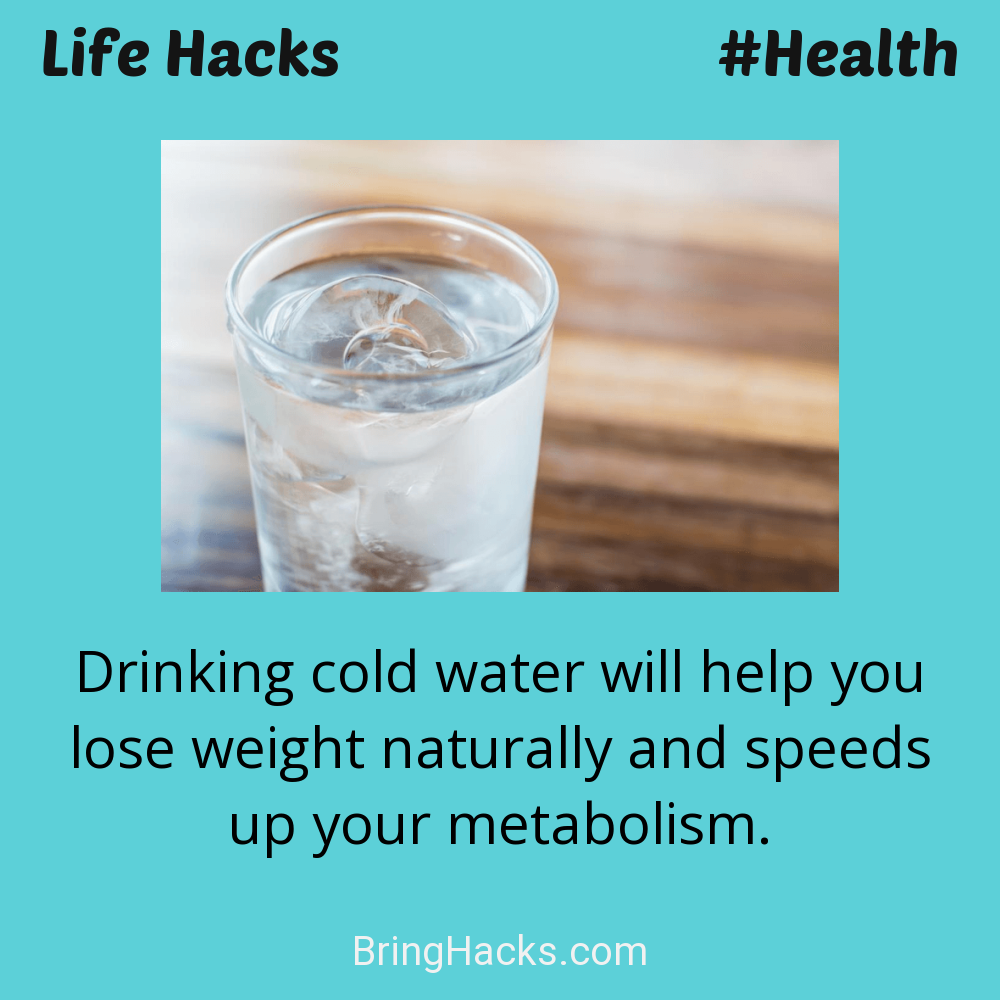 Life Hacks
#Health
Drinking cold water will help you
lose weight naturally and speeds
up your metabolism.
BringHacks.com